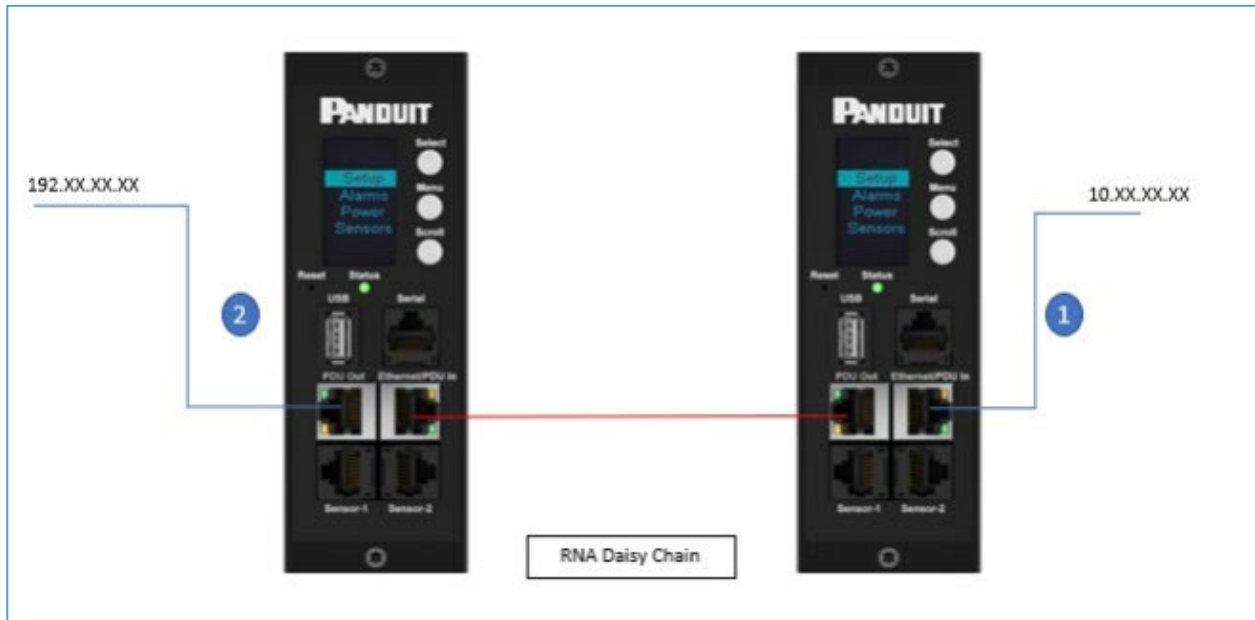 PANDUIT
Select
Setup
Menu
Alarms
Power
Sensors
Scroll
Reset Status
USB Serial
PDU Out Ethernet/PDU In
Sensor-1 Sensor-2
192.XX.XX.XX
2
PANDUIT
Select
Setup
Menu
Alarms
Power
Sensors
Scroll
Reset Status
USB Serial
PDU Out Ethernet/PDU In
Sensor-1 Sensor-2
10.XX.XX.XX
1
RNA Daisy Chain